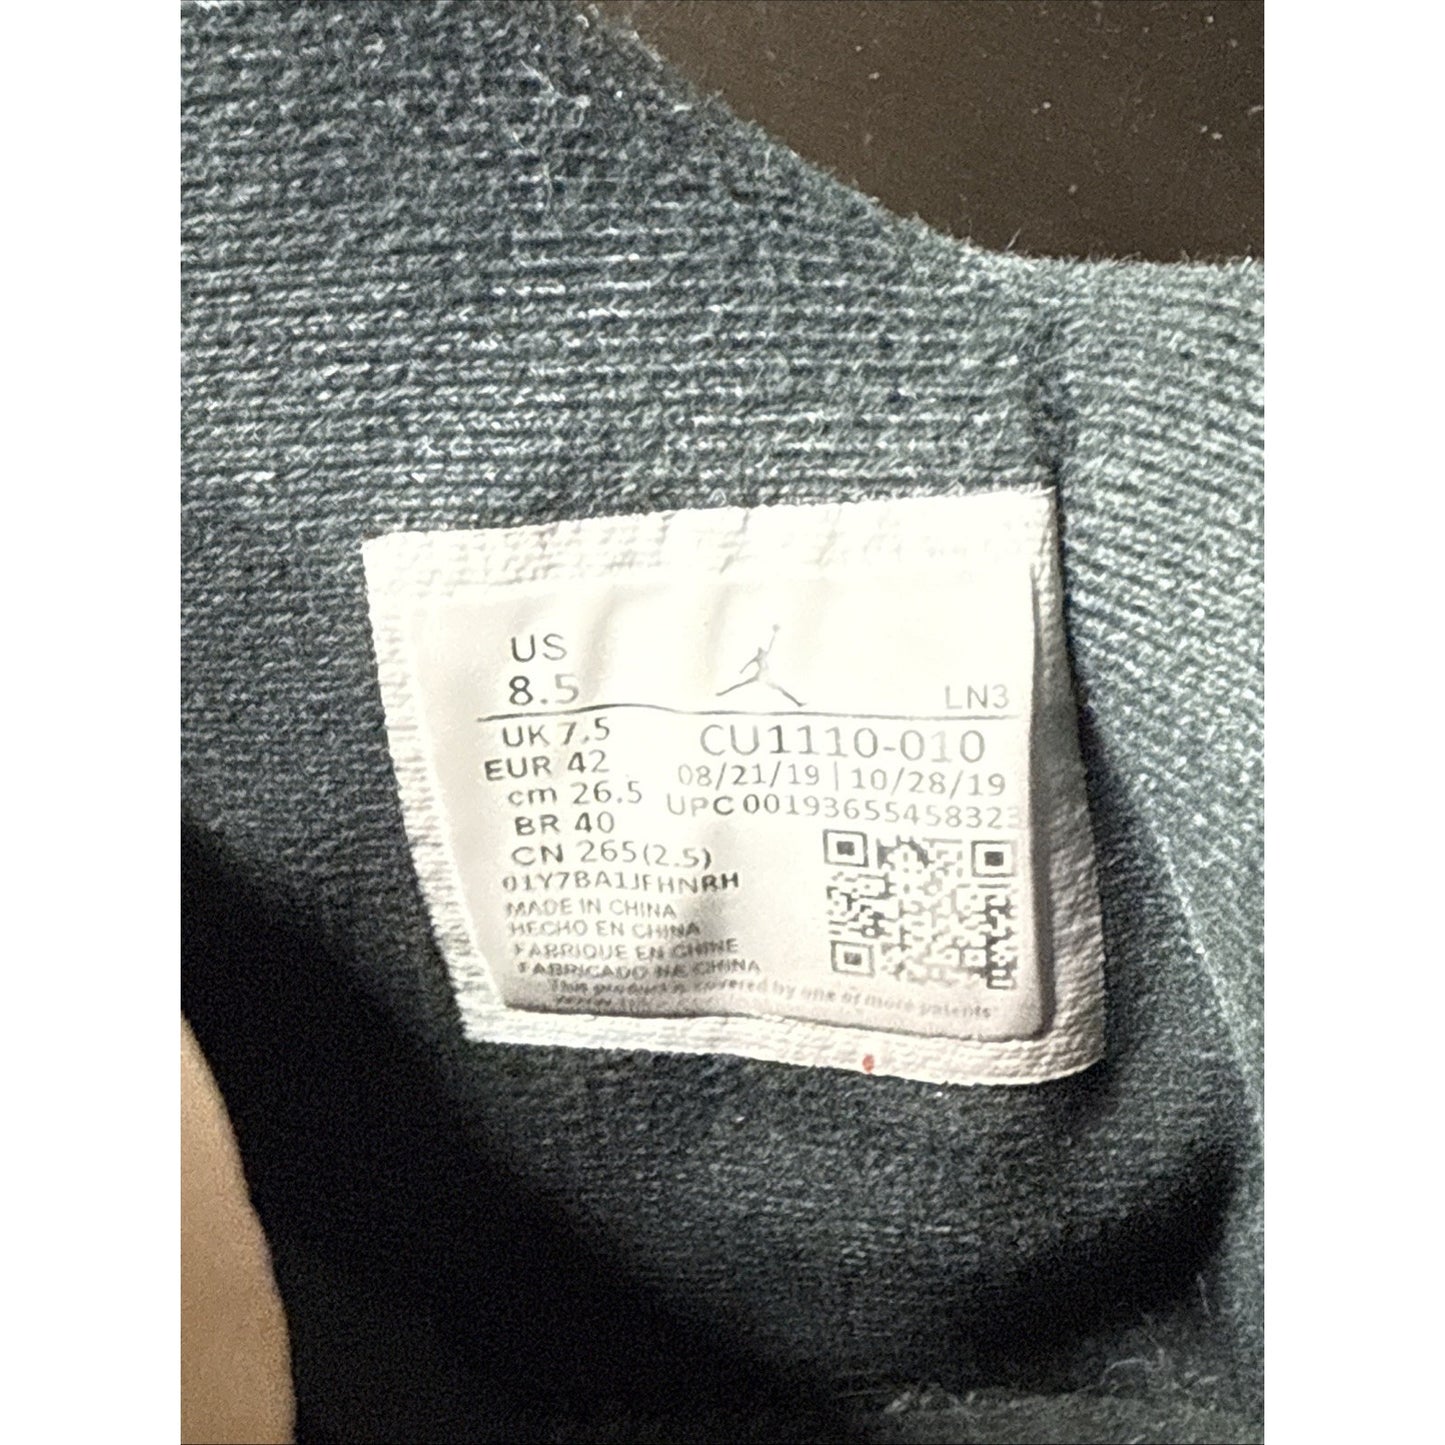 US
8.5
LN3
UK 7.5
EUR 42
cm 26.5
BR 40
CN 265(2.5)
CU1110-010
08/21/19 | 10/28/19
UPC 00193655458323
01Y7BA1JFHNRH
MADE IN CHINA
HECHO EN CHINA
FABRIQUE EN CHINE
FABRICADO NA CHINA
This product is covered by one or more patents